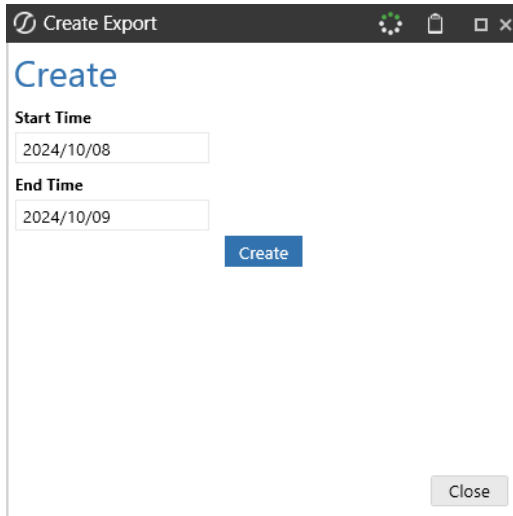 Create Export
Create
Start Time
2024/10/08
End Time
2024/10/09
Create
Close